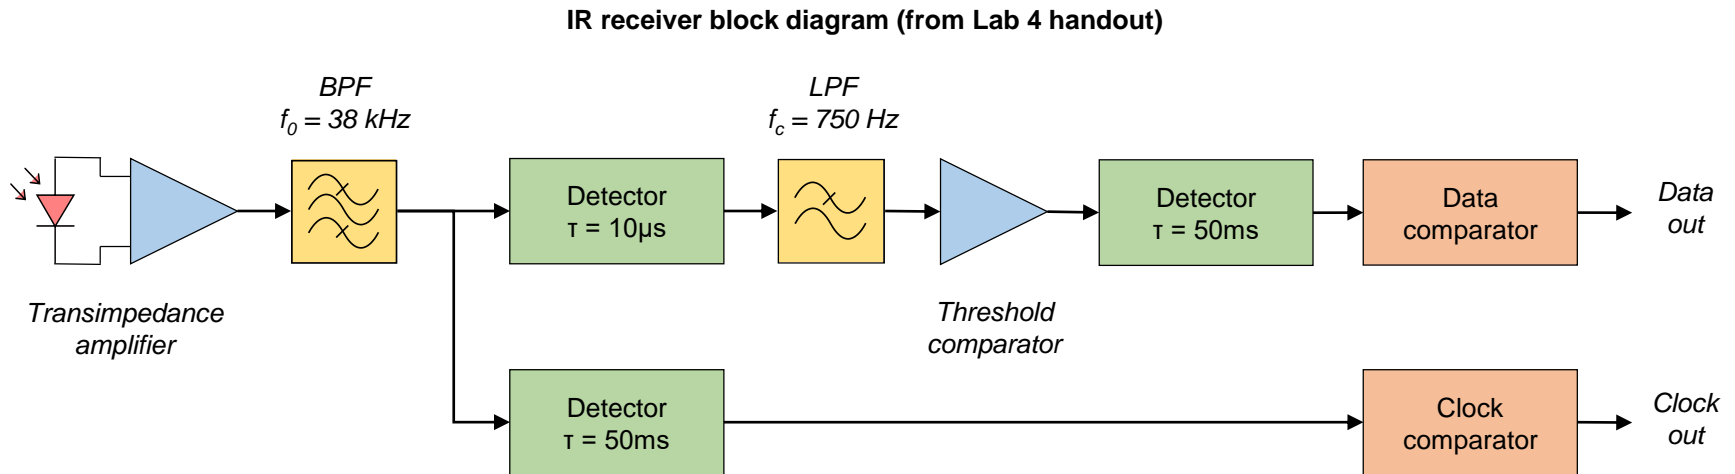 IR receiver block diagram (from Lab 4 handout)
BPF
f0 = 38 kHz
LPF
fc = 750 Hz
Detector
τ = 10µs
Detector
τ = 50ms
Data
comparator
Data
out
Transimpedance
amplifier
Threshold
comparator
Detector
τ = 50ms
Clock
comparator
Clock
out